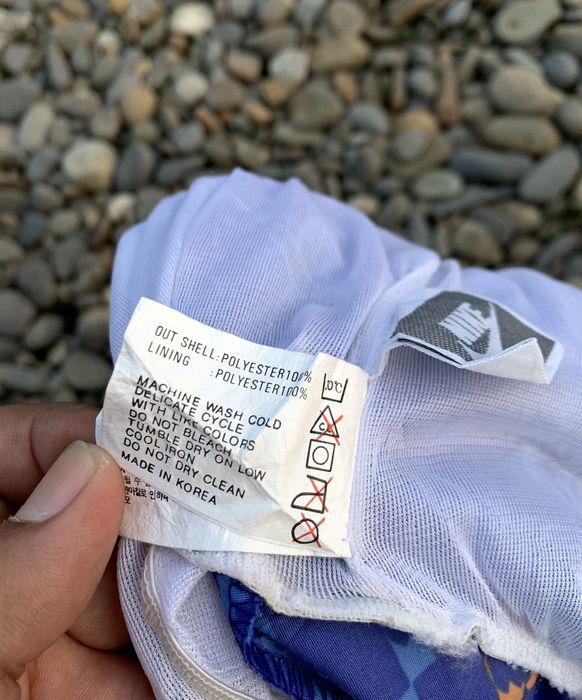 OUT SHELL:POLYESTER100%
LINING :POLYESTER100%
MACHINE WASH COLD
DELICATE CYCLE
WITH LIKE COLORS
DO NOT BLEACH
TUMBLE DRY ON LOW
COOL IRON
DO NOT DRY CLEAN
MADE IN KOREA
NIKE